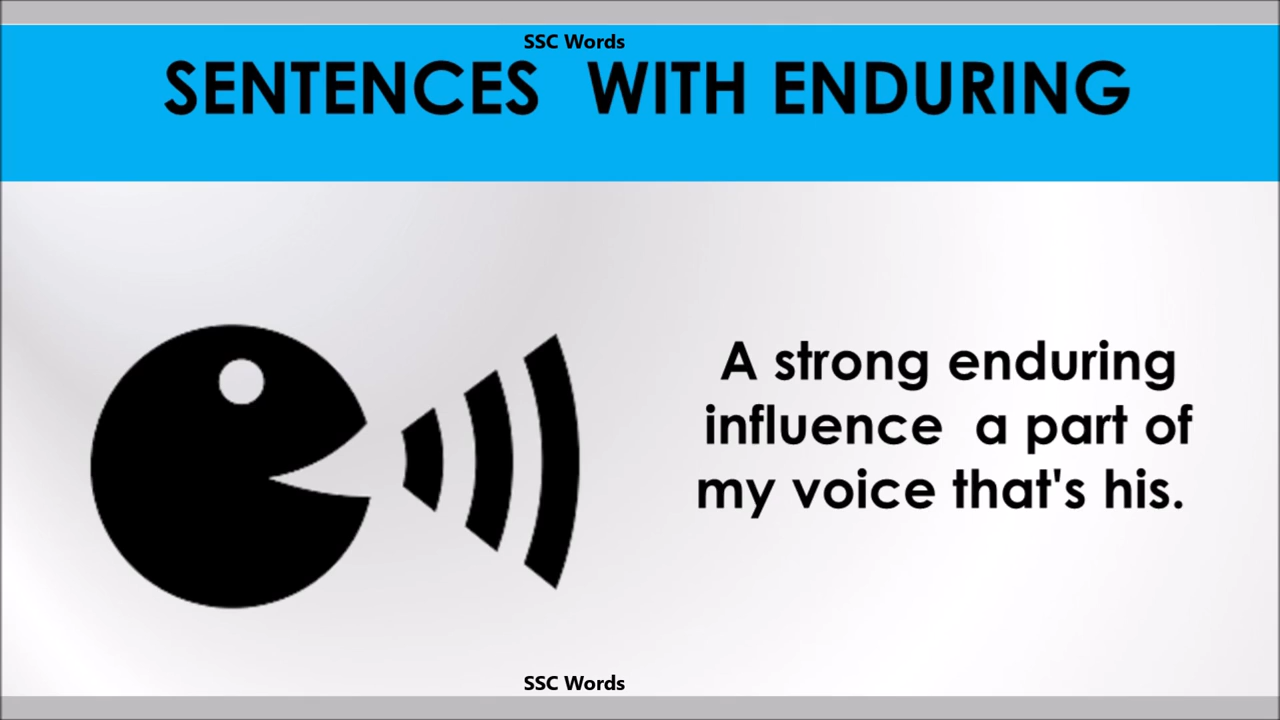 SSC Words
SENTENCES WITH ENDURING
A strong enduring
influence a part of
my voice that's his.
SSC Words